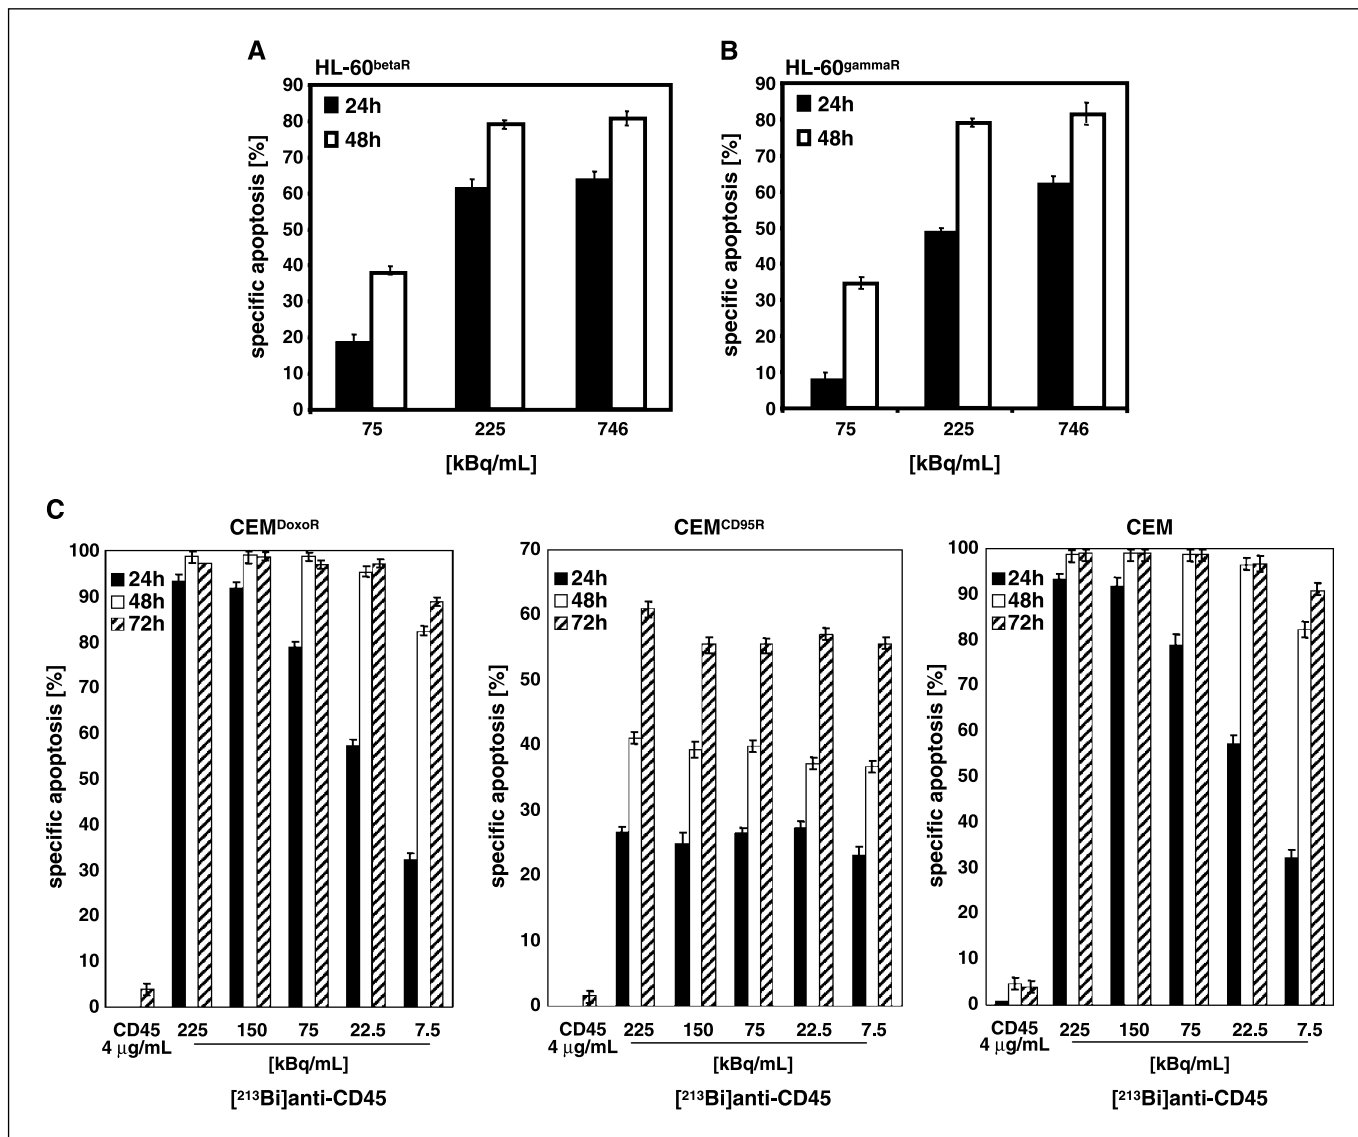 A
HL-60betaR
24h
48h
specific apoptosis [%]
90
80
70
60
50
40
30
20
10
0
75 225 746
[kBq/mL]
B
HL-60gammaR
24h
48h
specific apoptosis [%]
90
80
70
60
50
40
30
20
10
0
75 225 746
[kBq/mL]
C
CEMDoxoR
24h
48h
72h
specific apoptosis [%]
100
90
80
70
60
50
40
30
20
10
0
CD45 225 150 75 22.5 7.5
4 µg/mL
[kBq/mL]
[²¹³Bi]anti-CD45
CEMCD95R
24h
48h
72h
specific apoptosis [%]
70
60
50
40
30
20
10
0
CD45 225 150 75 22.5 7.5
4 µg/mL
[kBq/mL]
[²¹³Bi]anti-CD45
CEM
24h
48h
72h
specific apoptosis [%]
100
90
80
70
60
50
40
30
20
10
0
CD45 225 150 75 22.5 7.5
4 µg/mL
[kBq/mL]
[²¹³Bi]anti-CD45